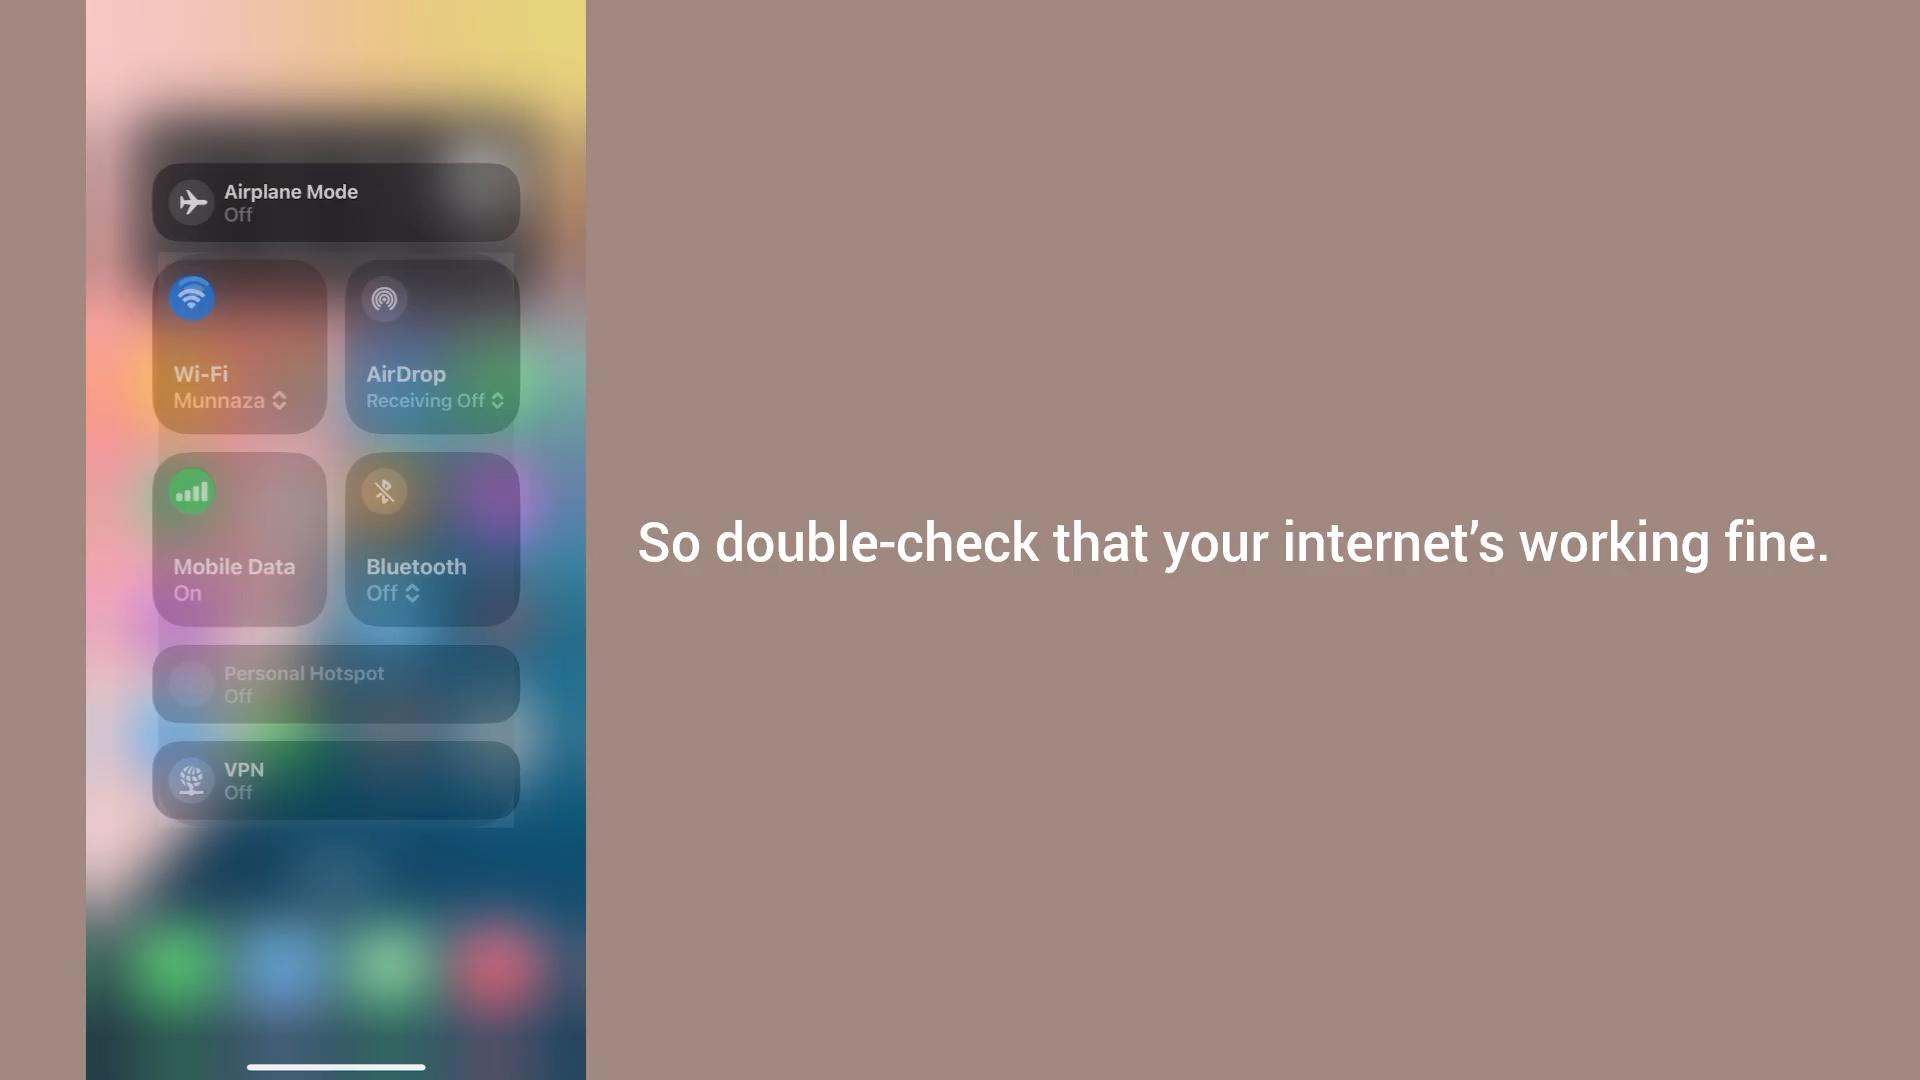 Airplane Mode
Off
Wi-Fi
Munnaza
AirDrop
Receiving Off
Mobile Data
On
Bluetooth
Off
Personal Hotspot
Off
VPN
Off
So double-check that your internet’s working fine.